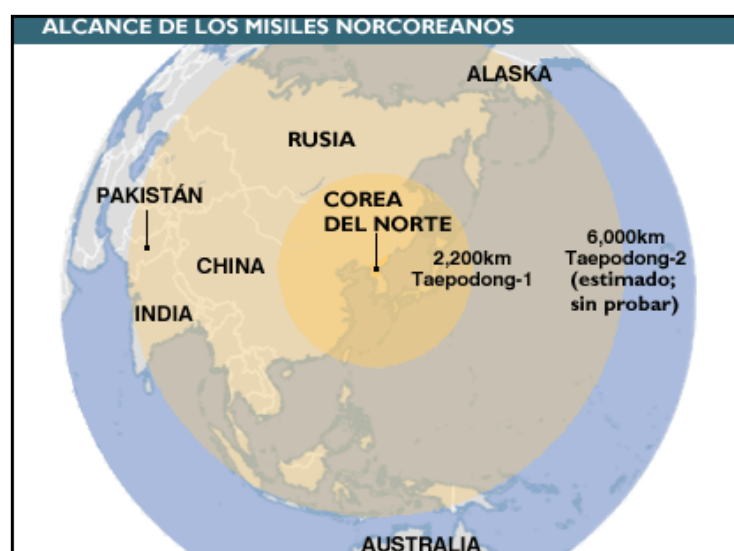 ALCANCE DE LOS MISILES NORCOREANOS
ALASKA
RUSIA
PAKISTÁN
COREA
DEL NORTE
CHINA
2,200km
Taepodong-1
6,000km
Taepodong-2
(estimado;
sin probar)
INDIA
AUSTRALIA